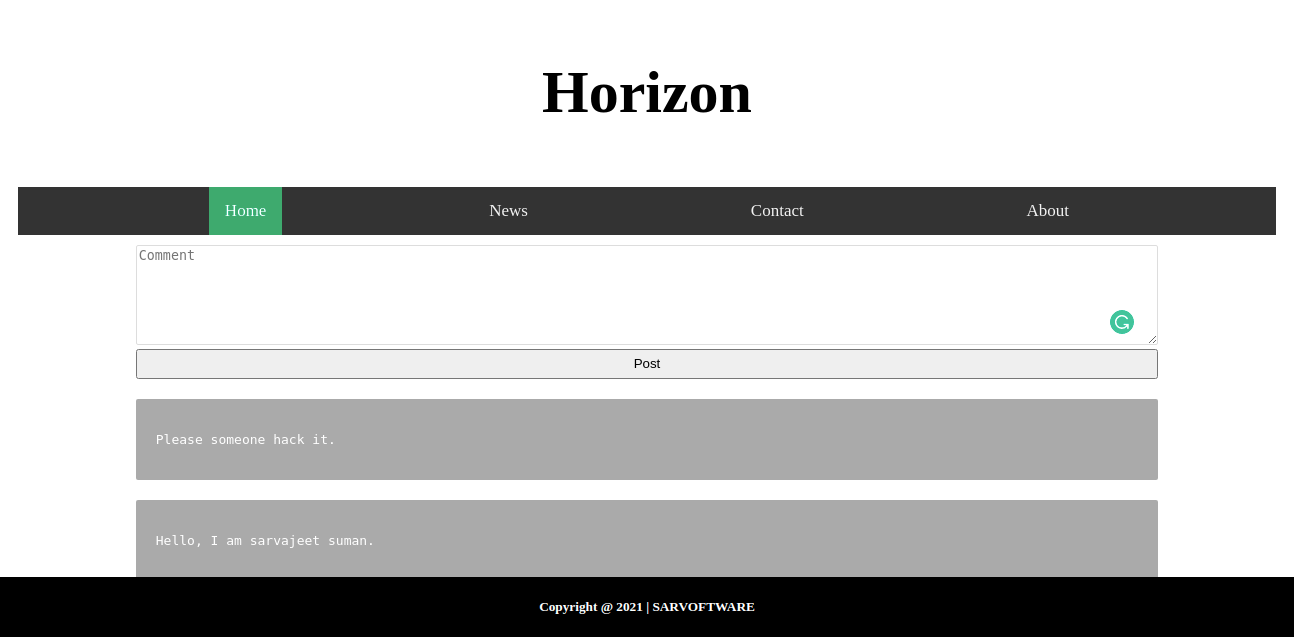 Horizon
Home News Contact About
Comment
Post
Please someone hack it.
Hello, I am sarvajeet suman.
Copyright @ 2021 | SARVOFTWARE